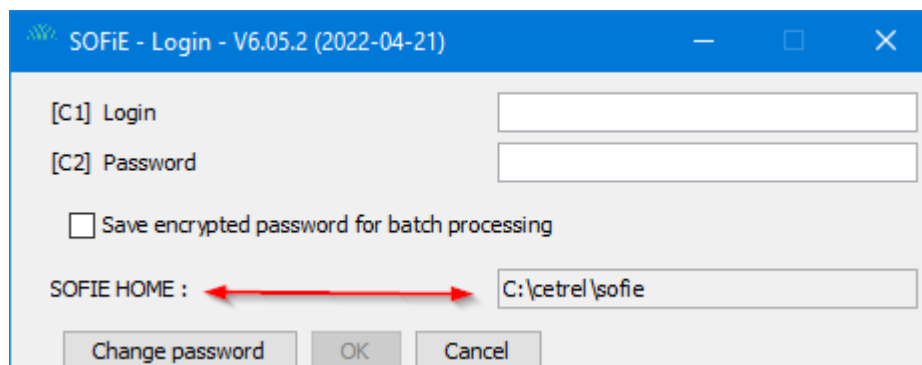 SOFiE - Login - V6.05.2 (2022-04-21)
[C1] Login
[C2] Password
Save encrypted password for batch processing
SOFIE HOME : C:\cetrel\sofie
Change password OK Cancel